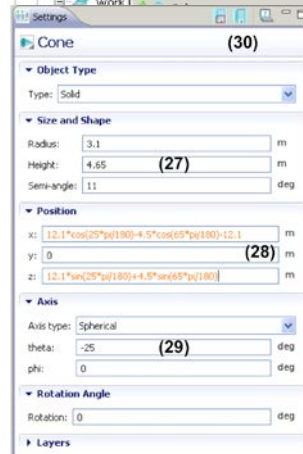 work1
Settings
Cone (30)
Object Type
Type: Solid
Size and Shape
Radius: 3.1 m
Height: 4.65 (27) m
Semi-angle: 11 deg
Position
x: 12.1*cos(25*pi/180)-4.5*cos(65*pi/180)-12.1 m
y: 0 (28) m
z: 12.1*sin(25*pi/180)+4.5*sin(65*pi/180) m
Axis
Axis type: Spherical
theta: -25 (29) deg
phi: 0 deg
Rotation Angle
Rotation: 0 deg
Layers